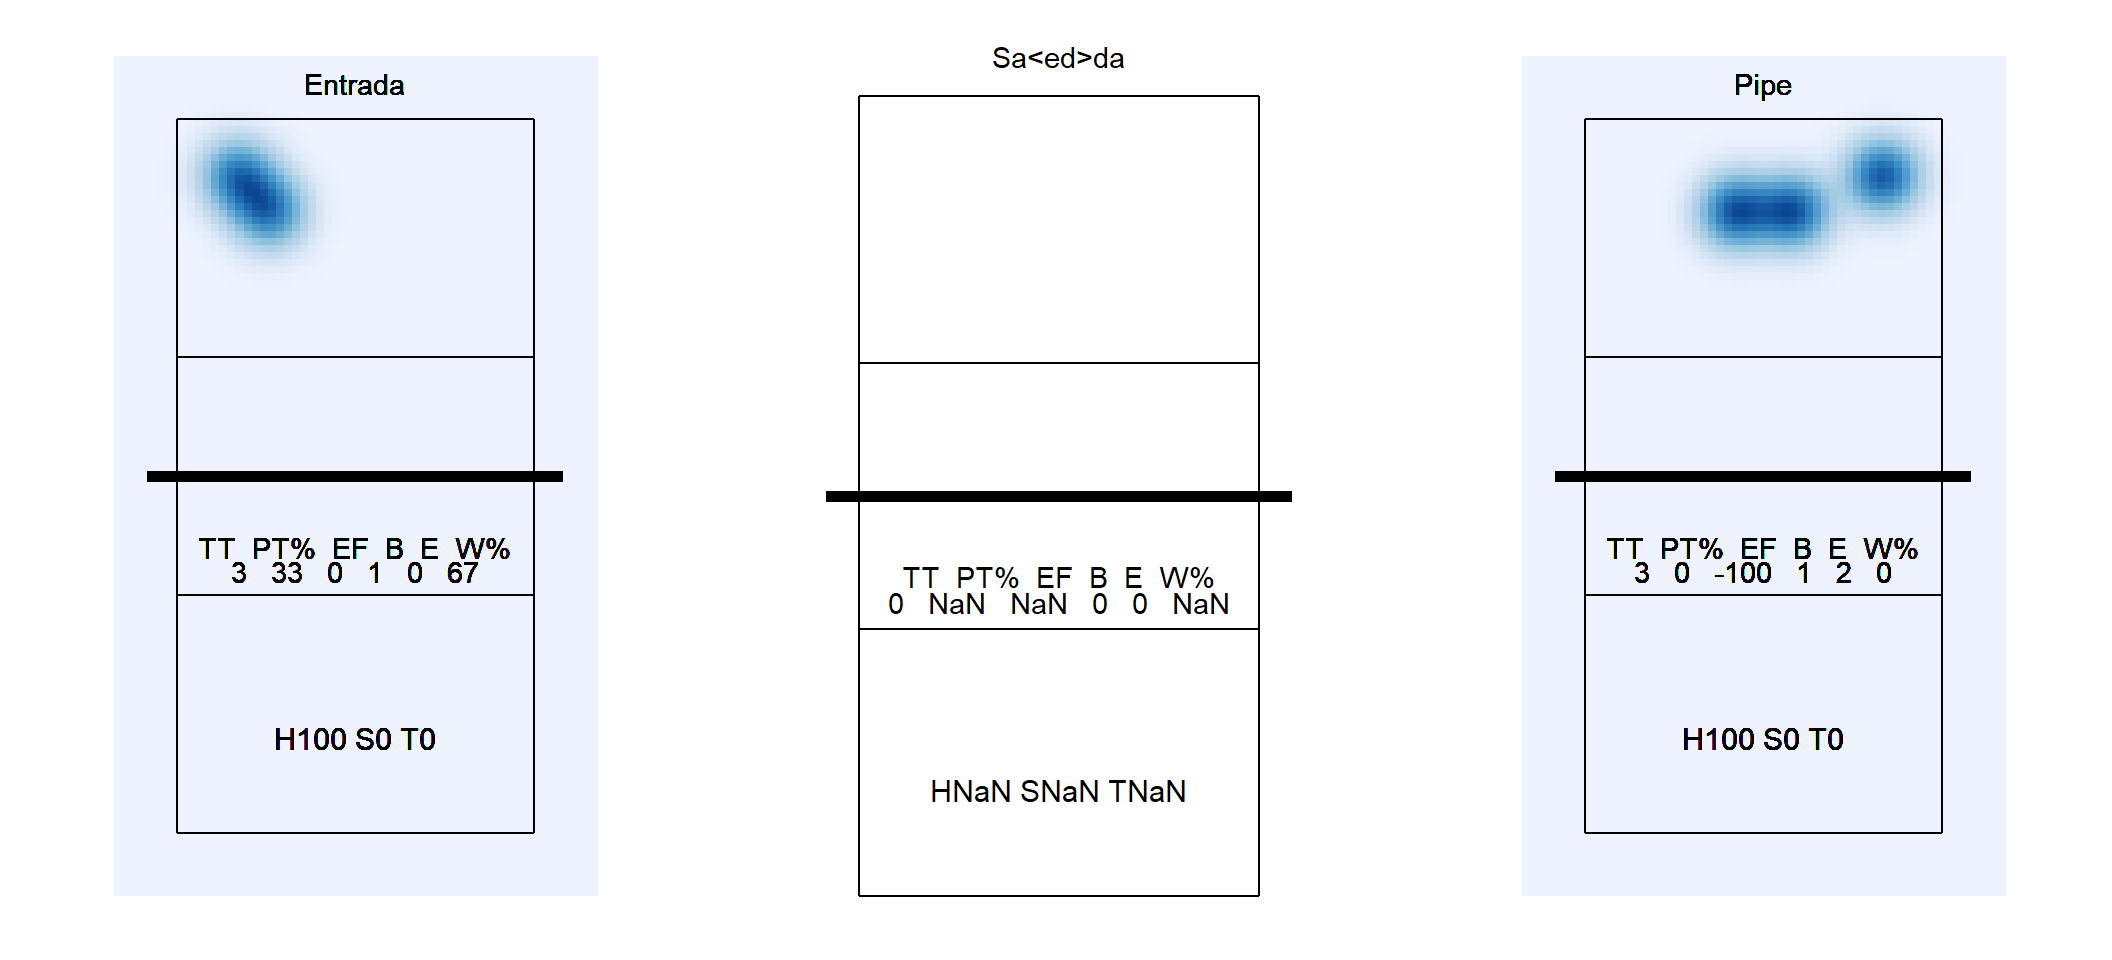 Entrada
TT PT% EF B E W%
3 33 0 1 0 67
H100 S0 T0
Sa<ed>da
TT PT% EF B E W%
0 NaN NaN 0 0 NaN
HNaN SNaN TNaN
Pipe
TT PT% EF B E W%
3 0 -100 1 2 0
H100 S0 T0